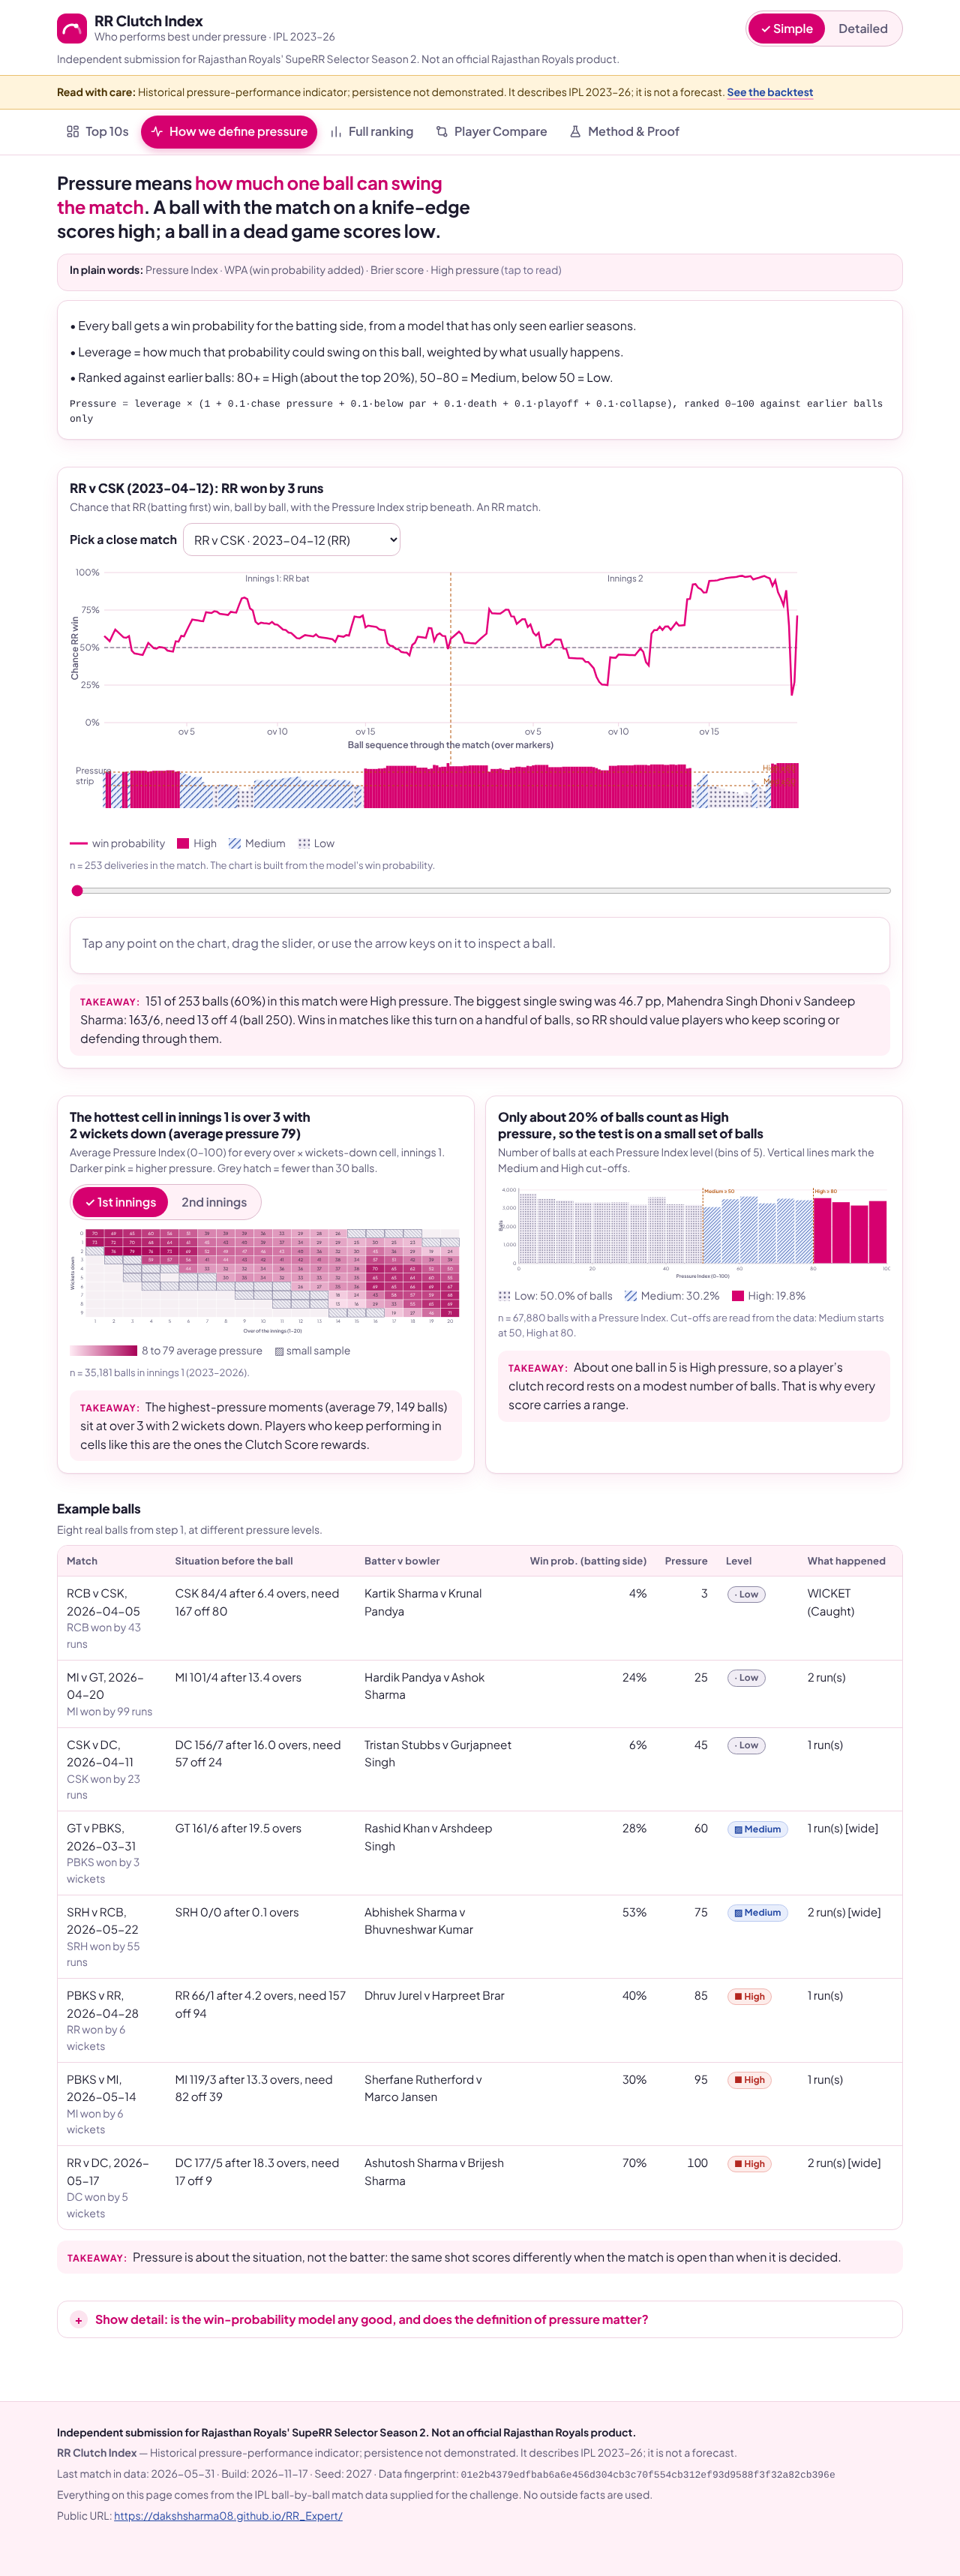 RR Clutch Index
Who performs best under pressure · IPL 2023–26
✓ Simple
Detailed
Independent submission for Rajasthan Royals' SupeRR Selector Season 2. Not an official Rajasthan Royals product.
Read with care: Historical pressure-performance indicator; persistence not demonstrated. It describes IPL 2023–26; it is not a forecast. See the backtest
Top 10s
How we define pressure
Full ranking
Player Compare
Method & Proof
Pressure means how much one ball can swing
the match. A ball with the match on a knife-edge
scores high; a ball in a dead game scores low.
In plain words: Pressure Index · WPA (win probability added) · Brier score · High pressure (tap to read)
• Every ball gets a win probability for the batting side, from a model that has only seen earlier seasons.
• Leverage = how much that probability could swing on this ball, weighted by what usually happens.
• Ranked against earlier balls: 80+ = High (about the top 20%), 50–80 = Medium, below 50 = Low.
Pressure = leverage × (1 + 0.1·chase pressure + 0.1·below par + 0.1·death + 0.1·playoff + 0.1·collapse), ranked 0–100 against earlier balls
only
RR v CSK (2023-04-12): RR won by 3 runs
Chance that RR (batting first) win, ball by ball, with the Pressure Index strip beneath. An RR match.
Pick a close match
RR v CSK · 2023-04-12 (RR)
100%
Innings 1: RR bat
Innings 2
75%
Chance RR win
50%
25%
0%
ov 5
ov 10
ov 15
ov 5
ov 10
ov 15
Ball sequence through the match (over markers)
Pressure
strip
win probability
High
Medium
Low
n = 253 deliveries in the match. The chart is built from the model's win probability.
Tap any point on the chart, drag the slider, or use the arrow keys on it to inspect a ball.
TAKEAWAY: 151 of 253 balls (60%) in this match were High pressure. The biggest single swing was 46.7 pp, Mahendra Singh Dhoni v Sandeep
Sharma: 163/6, need 13 off 4 (ball 250). Wins in matches like this turn on a handful of balls, so RR should value players who keep scoring or
defending through them.
The hottest cell in innings 1 is over 3 with
2 wickets down (average pressure 79)
Average Pressure Index (0–100) for every over × wickets-down cell, innings 1.
Darker pink = higher pressure. Grey hatch = fewer than 30 balls.
✓ 1st innings
2nd innings
Wickets down
Over of the innings (1–20)
8 to 79 average pressure
small sample
n = 35,181 balls in innings 1 (2023–2026).
TAKEAWAY: The highest-pressure moments (average 79, 149 balls)
sit at over 3 with 2 wickets down. Players who keep performing in
cells like this are the ones the Clutch Score rewards.
Only about 20% of balls count as High
pressure, so the test is on a small set of balls
Number of balls at each Pressure Index level (bins of 5). Vertical lines mark the
Medium and High cut-offs.
4,000
3,000
2,000
1,000
0
Balls
Medium ≥ 50
High ≥ 80
0
20
40
60
80
Pressure Index (0–100)
Low: 50.0% of balls
Medium: 30.2%
High: 19.8%
n = 67,880 balls with a Pressure Index. Cut-offs are read from the data: Medium starts
at 50, High at 80.
TAKEAWAY: About one ball in 5 is High pressure, so a player's
clutch record rests on a modest number of balls. That is why every
score carries a range.
Example balls
Eight real balls from step 1, at different pressure levels.
Match
Situation before the ball
Batter v bowler
Win prob. (batting side)
Pressure
Level
What happened
RCB v CSK,
2026-04-05
RCB won by 43
runs
CSK 84/4 after 6.4 overs, need
167 off 80
Kartik Sharma v Krunal
Pandya
4%
3
· Low
WICKET
(Caught)
MI v GT, 2026-
04-20
MI won by 99 runs
MI 101/4 after 13.4 overs
Hardik Pandya v Ashok
Sharma
24%
25
· Low
2 run(s)
CSK v DC,
2026-04-11
CSK won by 23
runs
DC 156/7 after 16.0 overs, need
57 off 24
Tristan Stubbs v Gurjapneet
Singh
6%
45
· Low
1 run(s)
GT v PBKS,
2026-03-31
PBKS won by 3
wickets
GT 161/6 after 19.5 overs
Rashid Khan v Arshdeep
Singh
28%
60
Medium
1 run(s) [wide]
SRH v RCB,
2026-05-22
SRH won by 55
runs
SRH 0/0 after 0.1 overs
Abhishek Sharma v
Bhuvneshwar Kumar
53%
75
Medium
2 run(s) [wide]
PBKS v RR,
2026-04-28
RR won by 6
wickets
RR 66/1 after 4.2 overs, need 157
off 94
Dhruv Jurel v Harpreet Brar
40%
85
High
1 run(s)
PBKS v MI,
2026-05-14
MI won by 6
wickets
MI 119/3 after 13.3 overs, need
82 off 39
Sherfane Rutherford v
Marco Jansen
30%
95
High
1 run(s)
RR v DC, 2026-
05-17
DC won by 5
wickets
DC 177/5 after 18.3 overs, need
17 off 9
Ashutosh Sharma v Brijesh
Sharma
70%
100
High
2 run(s) [wide]
TAKEAWAY: Pressure is about the situation, not the batter: the same shot scores differently when the match is open than when it is decided.
+ Show detail: is the win-probability model any good, and does the definition of pressure matter?
Independent submission for Rajasthan Royals' SupeRR Selector Season 2. Not an official Rajasthan Royals product.
RR Clutch Index — Historical pressure-performance indicator; persistence not demonstrated. It describes IPL 2023–26; it is not a forecast.
Last match in data: 2026-05-31 · Build: 2026-11-17 · Seed: 2027 · Data fingerprint: 01e2b4379edfbab6a6e456d304cb3c70f554cb312ef93d9588f3f32a82cb396e
Everything on this page comes from the IPL ball-by-ball match data supplied for the challenge. No outside facts are used.
Public URL: https://dakshsharma08.github.io/RR_Expert/